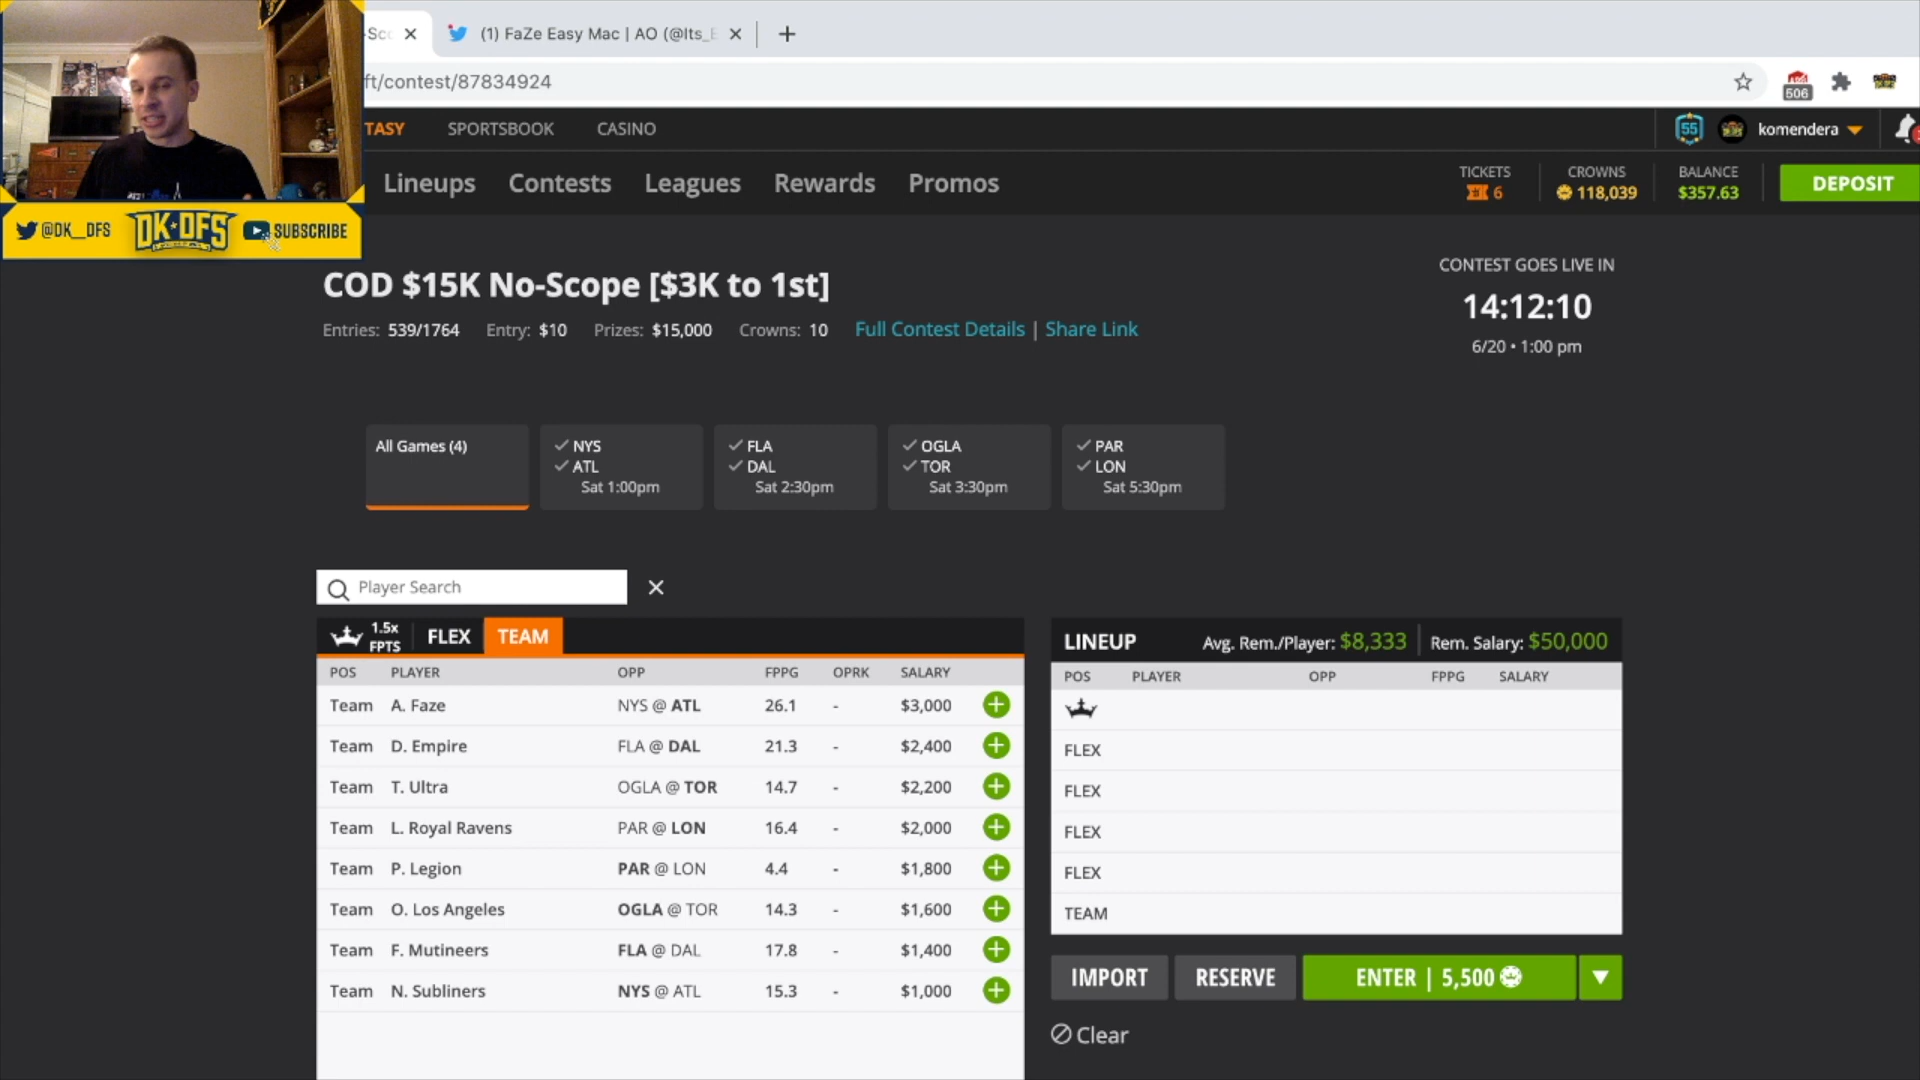 (1) FaZe Easy Mac | AO (@Its_E
ft/contest/87834924
506
TASY SPORTSBOOK CASINO
55 komendera
Lineups Contests Leagues Rewards Promos
TICKETS
6
CROWNS
118,039
BALANCE
$357.63
DEPOSIT
@DK__DFS DK DFS SUBSCRIBE
COD $15K No-Scope [$3K to 1st]
Entries: 539/1764 Entry: $10 Prizes: $15,000 Crowns: 10 Full Contest Details | Share Link
CONTEST GOES LIVE IN
14:12:10
6/20 • 1:00 pm
All Games (4)
NYS
ATL
Sat 1:00pm
FLA
DAL
Sat 2:30pm
OGLA
TOR
Sat 3:30pm
PAR
LON
Sat 5:30pm
Player Search
1.5x
FPTS
FLEX TEAM
POS PLAYER OPP FPPG OPRK SALARY
Team A. Faze NYS @ ATL 26.1 - $3,000
Team D. Empire FLA @ DAL 21.3 - $2,400
Team T. Ultra OGLA @ TOR 14.7 - $2,200
Team L. Royal Ravens PAR @ LON 16.4 - $2,000
Team P. Legion PAR @ LON 4.4 - $1,800
Team O. Los Angeles OGLA @ TOR 14.3 - $1,600
Team F. Mutineers FLA @ DAL 17.8 - $1,400
Team N. Subliners NYS @ ATL 15.3 - $1,000
LINEUP Avg. Rem./Player: $8,333 Rem. Salary: $50,000
POS PLAYER OPP FPPG SALARY
FLEX
FLEX
FLEX
FLEX
TEAM
IMPORT RESERVE ENTER | 5,500
Clear